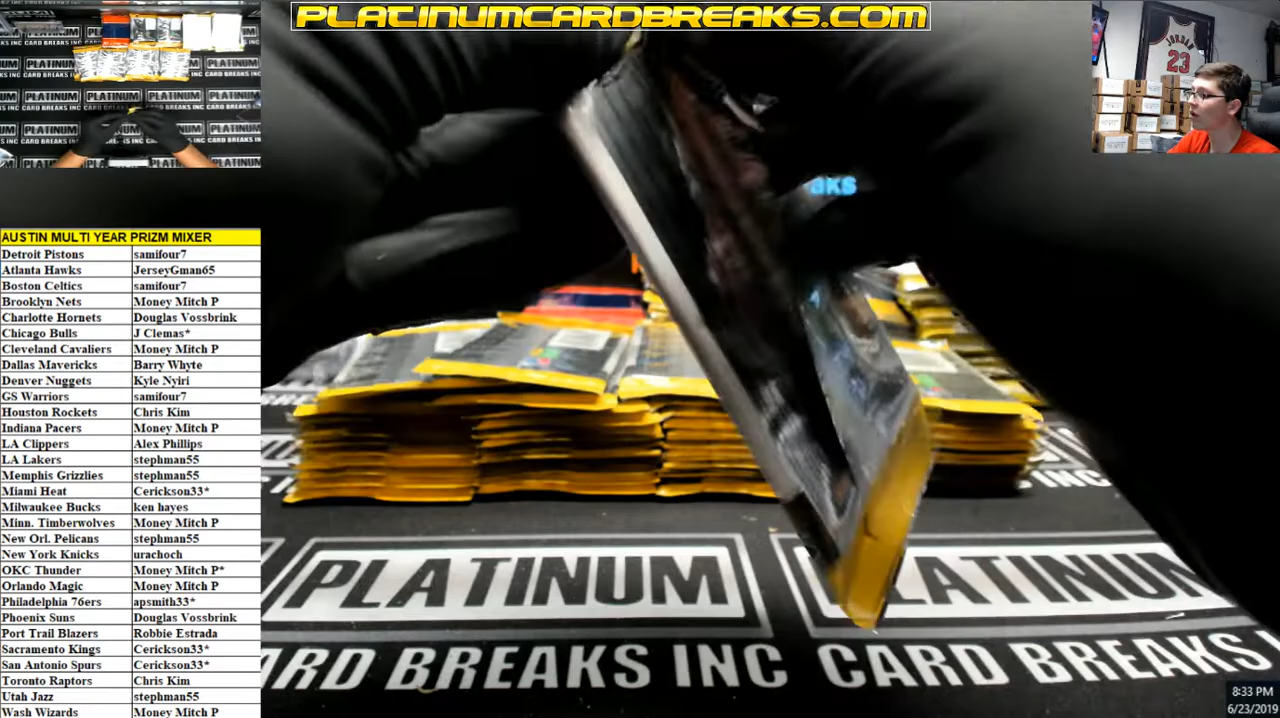 PLATINUMCARDBREAKS.COM
JORDAN
23
AUSTIN MULTI YEAR PRIZM MIXER
Detroit Pistons samifour7
Atlanta Hawks JerseyGman65
Boston Celtics samifour7
Brooklyn Nets Money Mitch P
Charlotte Hornets Douglas Vossbrink
Chicago Bulls J Clemas*
Cleveland Cavaliers Money Mitch P
Dallas Mavericks Barry Whyte
Denver Nuggets Kyle Nyiri
GS Warriors samifour7
Houston Rockets Chris Kim
Indiana Pacers Money Mitch P
LA Clippers Alex Phillips
LA Lakers stephman55
Memphis Grizzlies stephman55
Miami Heat Cerickson33*
Milwaukee Bucks ken hayes
Minn. Timberwolves Money Mitch P
New Orl. Pelicans stephman55
New York Knicks urachoch
OKC Thunder Money Mitch P*
Orlando Magic Money Mitch P
Philadelphia 76ers apsmith33*
Phoenix Suns Douglas Vossbrink
Port Trail Blazers Robbie Estrada
Sacramento Kings Cerickson33*
San Antonio Spurs Cerickson33*
Toronto Raptors Chris Kim
Utah Jazz stephman55
Wash Wizards Money Mitch P
aks
PLATINUM LATINUM
ARD BREAKS INC CARD BREAKS
8:33 PM
6/23/2019